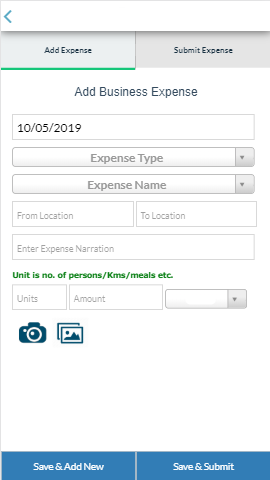 Add Expense
Submit Expense
Add Business Expense
10/05/2019
Expense Type
Expense Name
From Location
To Location
Enter Expense Narration
Unit is no. of persons/Kms/meals etc.
Units
Amount
Save & Add New
Save & Submit